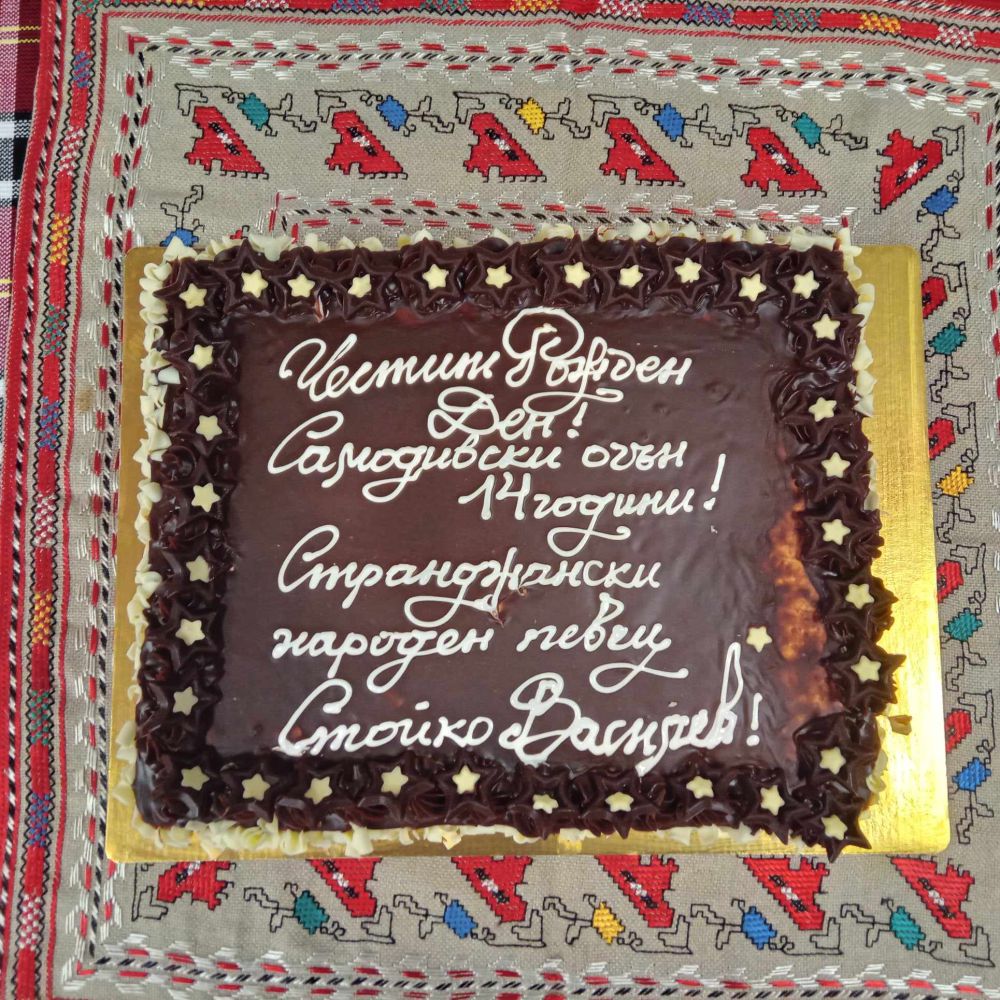 Честит Рожден
Ден!
Самодивски огън
14 години!
Странджански
народен певец
Стойко Василев!